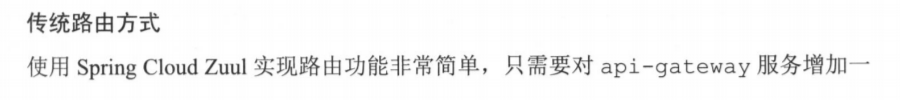 传统路由方式
使用 Spring Cloud Zuul 实现路由功能非常简单，只需要对 api-gateway 服务增加一